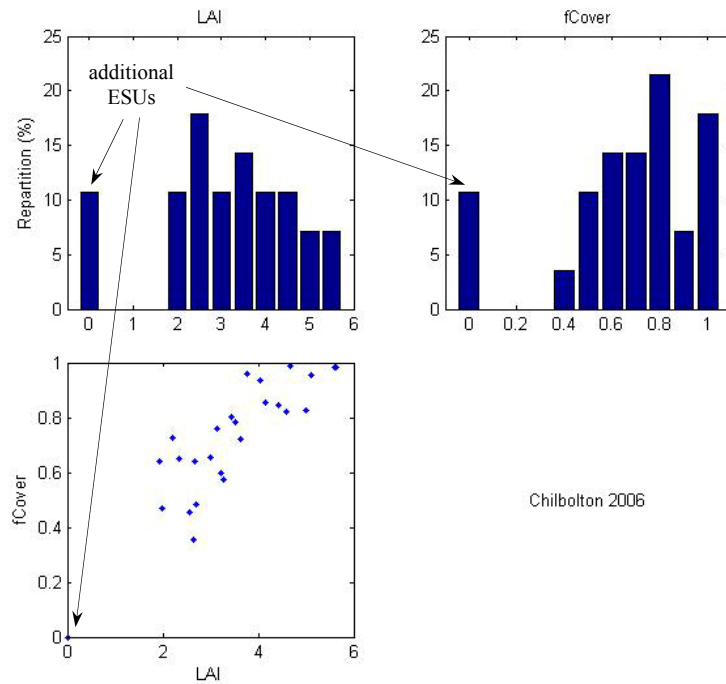 LAI
fCover
additional
ESUs
Repartition (%)
25
20
15
10
5
0
0 1 2 3 4 5 6
25
20
15
10
5
0
0 0.2 0.4 0.6 0.8 1
fCover
1
0.8
0.6
0.4
0.2
0
0 2 4 6
LAI
Chilbolton 2006